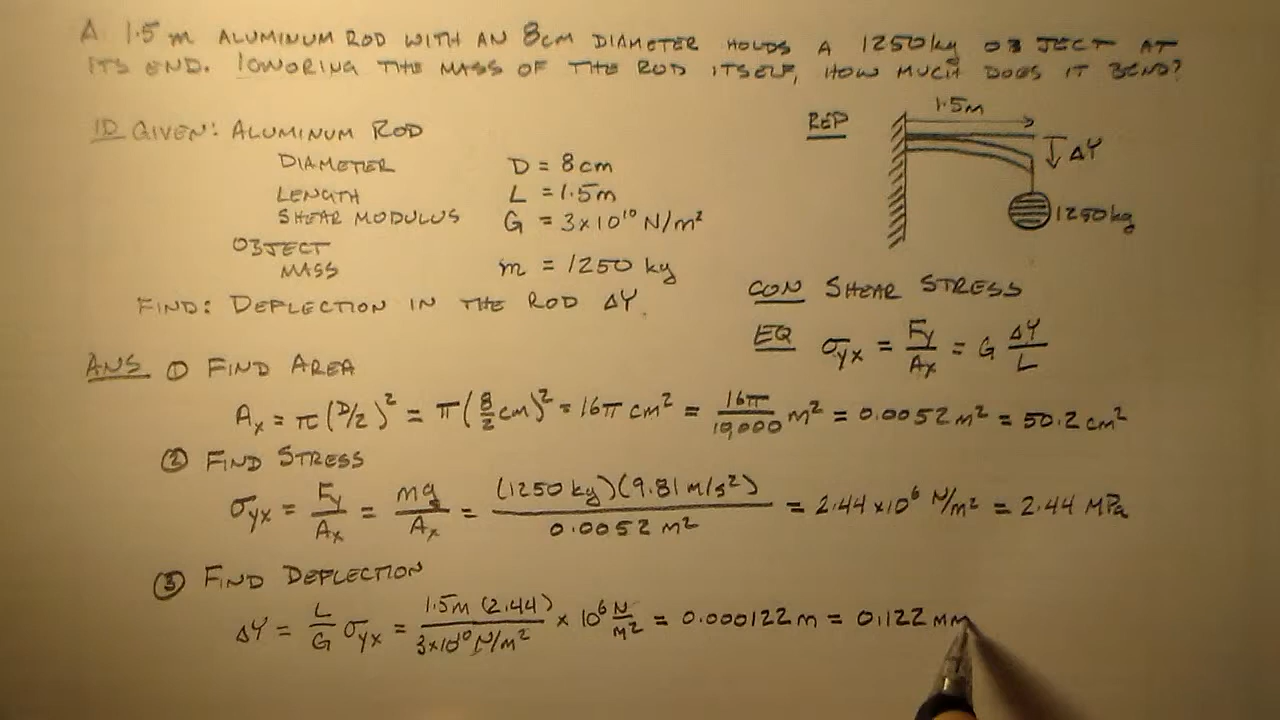 A 1.5 m ALUMINUM ROD WITH AN 8cm DIAMETER HOLDS A 1250kg OBJECT AT
ITS END. IGNORING THE MASS OF THE ROD ITSELF, HOW MUCH DOES IT BEND?
ID GIVEN: ALUMINUM ROD
DIAMETER D = 8cm
LENGTH L = 1.5m
SHEAR MODULUS G = 3×10¹⁰ N/m²
OBJECT
MASS m = 1250 kg
FIND: DEFLECTION IN THE ROD ΔY.
REP
1.5m
ΔY
1250kg
CON SHEAR STRESS
EQ σyx = Fy/Ax = G ΔY/L
ANS ① FIND AREA
Ax = π(D/2)² = π(8/2 cm)² = 16π cm² = 16π/10,000 m² = 0.0052 m² = 50.2 cm²
② FIND STRESS
σyx = Fy/Ax = mg/Ax = (1250 kg)(9.81 m/s²)/0.0052 m² = 2.44×10⁶ N/m² = 2.44 MPa
③ FIND DEFLECTION
ΔY = L/G σyx = 1.5m (2.44)/3×10¹⁰ N/m² × 10⁶ N/m² = 0.000122 m = 0.122 mm